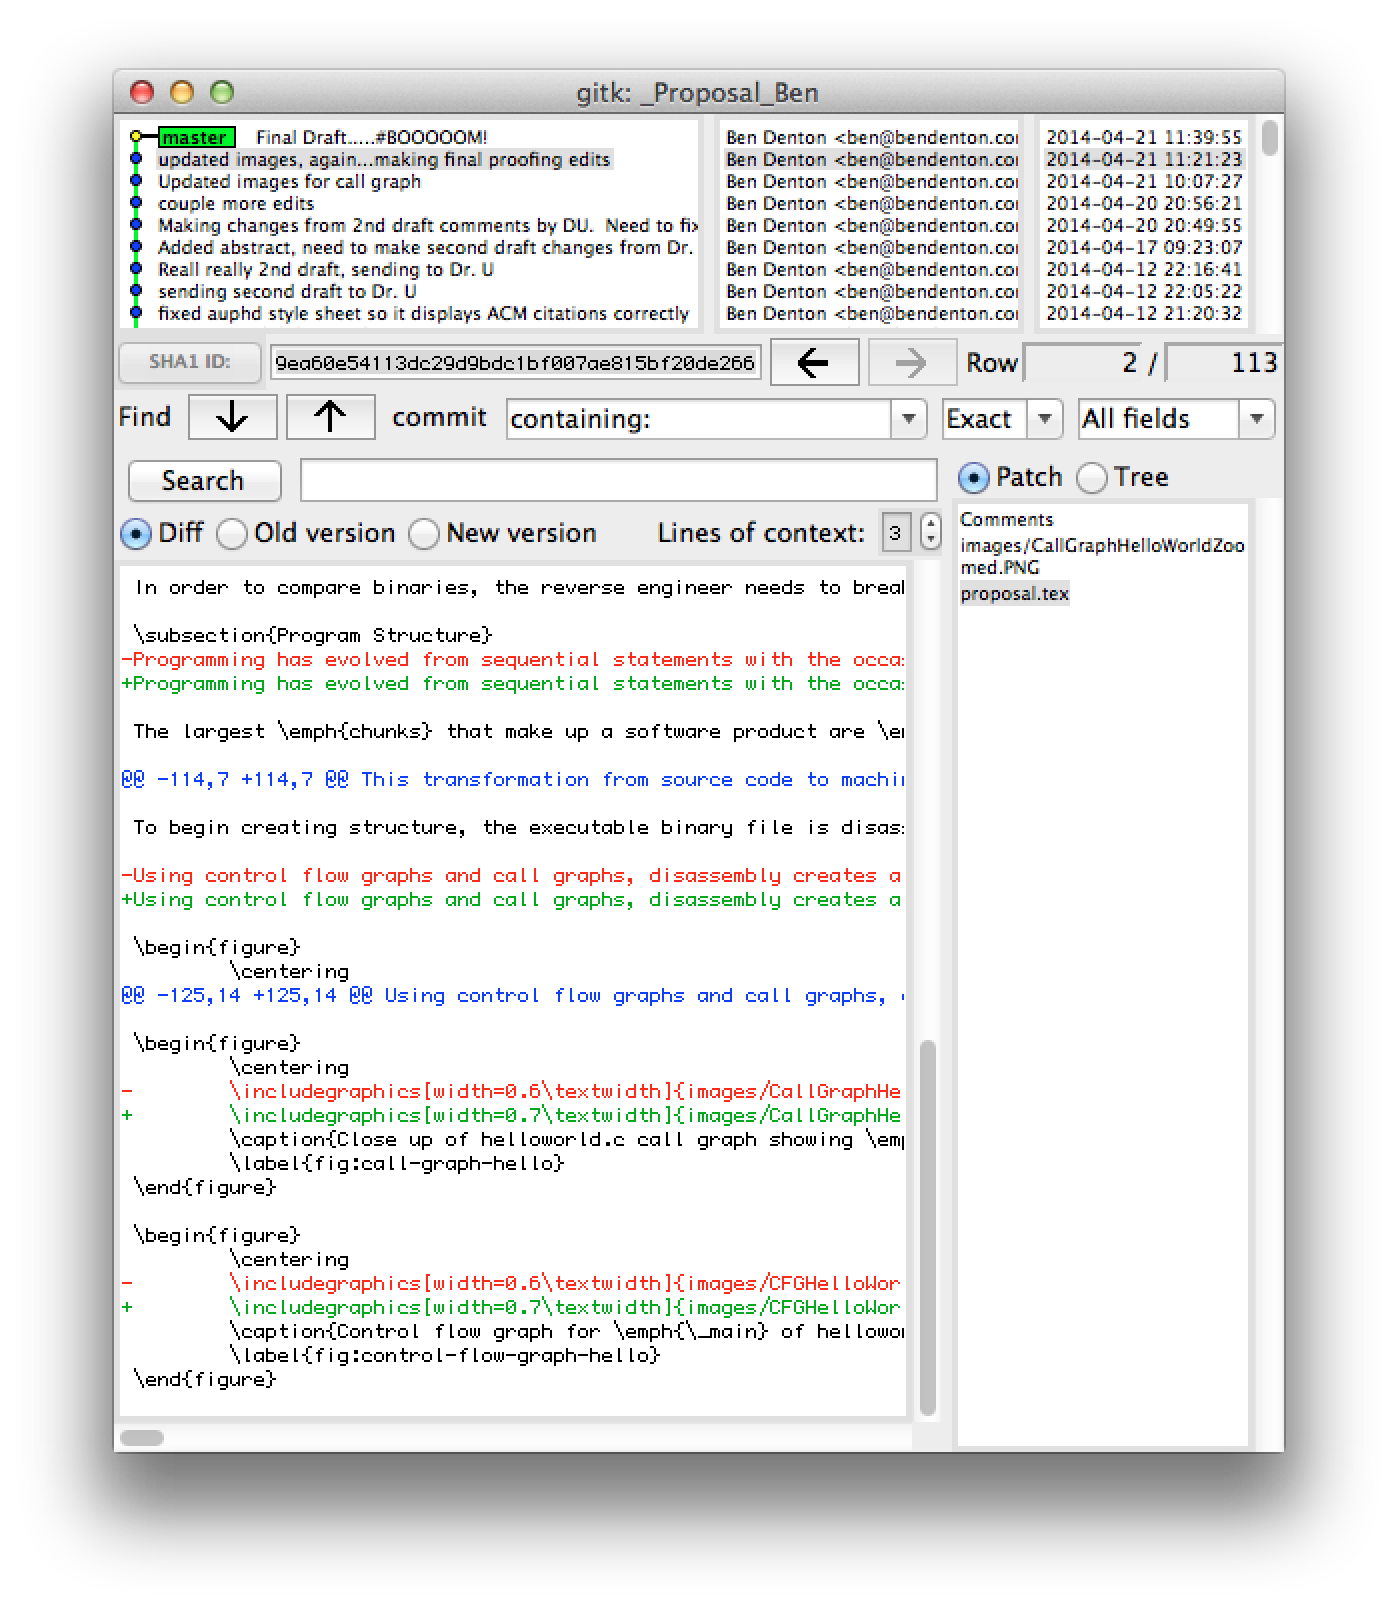 gitk: _Proposal_Ben
master Final Draft.....#BOOOOOM! Ben Denton <ben@bendenton.co 2014-04-21 11:39:55
updated images, again...making final proofing edits Ben Denton <ben@bendenton.co 2014-04-21 11:21:23
Updated images for call graph Ben Denton <ben@bendenton.co 2014-04-21 10:07:27
couple more edits Ben Denton <ben@bendenton.co 2014-04-20 20:56:21
Making changes from 2nd draft comments by DU. Need to fix Ben Denton <ben@bendenton.co 2014-04-20 20:49:55
Added abstract, need to make second draft changes from Dr. Ben Denton <ben@bendenton.co 2014-04-17 09:23:07
Reall really 2nd draft, sending to Dr. U Ben Denton <ben@bendenton.co 2014-04-12 22:16:41
sending second draft to Dr. U Ben Denton <ben@bendenton.co 2014-04-12 22:05:22
fixed auphd style sheet so it displays ACM citations correctly Ben Denton <ben@bendenton.co 2014-04-12 21:20:32
SHA1 ID: 9ea60e54113dc29d9bdc1bf007ae815bf20de266 Row 2 / 113
Find commit containing: Exact All fields
Search
Patch Tree
Diff Old version New version Lines of context: 3
Comments
images/CallGraphHelloWorldZoo
med.PNG
proposal.tex
In order to compare binaries, the reverse engineer needs to break
\subsection{Program Structure}
-Programming has evolved from sequential statements with the occa
+Programming has evolved from sequential statements with the occa
The largest \emph{chunks} that make up a software product are \e
@@ -114,7 +114,7 @@ This transformation from source code to machi
To begin creating structure, the executable binary file is disas
-Using control flow graphs and call graphs, disassembly creates a
+Using control flow graphs and call graphs, disassembly creates a
\begin{figure}
\centering
@@ -125,14 +125,14 @@ Using control flow graphs and call graphs,
\begin{figure}
\centering
- \includegraphics[width=0.6\textwidth]{images/CallGraphHe
+ \includegraphics[width=0.7\textwidth]{images/CallGraphHe
\caption{Close up of helloworld.c call graph showing \emp
\label{fig:call-graph-hello}
\end{figure}
\begin{figure}
\centering
- \includegraphics[width=0.6\textwidth]{images/CFGHelloWor
+ \includegraphics[width=0.7\textwidth]{images/CFGHelloWor
\caption{Control flow graph for \emph{\_main} of hellowo
\label{fig:control-flow-graph-hello}
\end{figure}